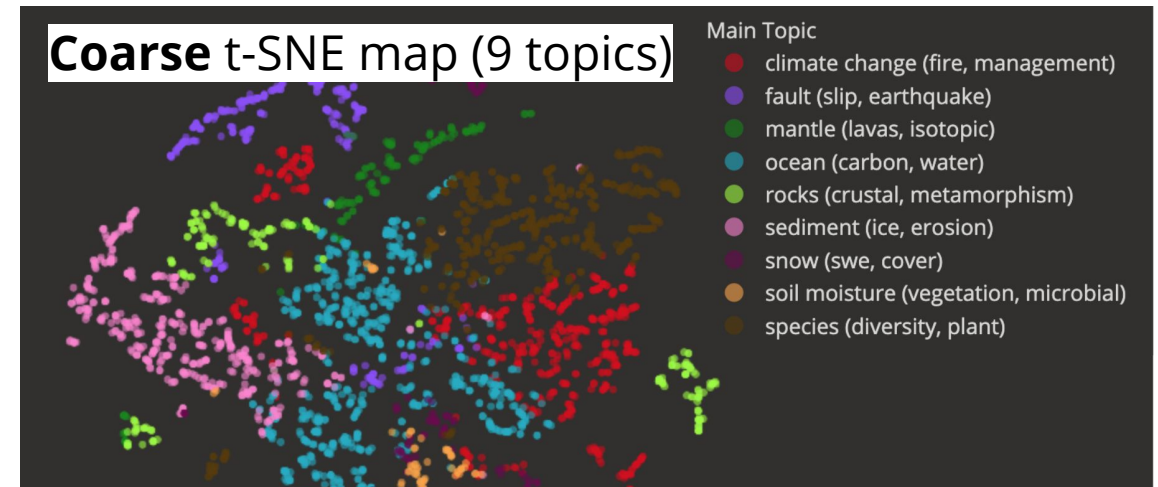 Coarse t-SNE map (9 topics)
Main Topic
climate change (fire, management)
fault (slip, earthquake)
mantle (lavas, isotopic)
ocean (carbon, water)
rocks (crustal, metamorphism)
sediment (ice, erosion)
snow (swe, cover)
soil moisture (vegetation, microbial)
species (diversity, plant)